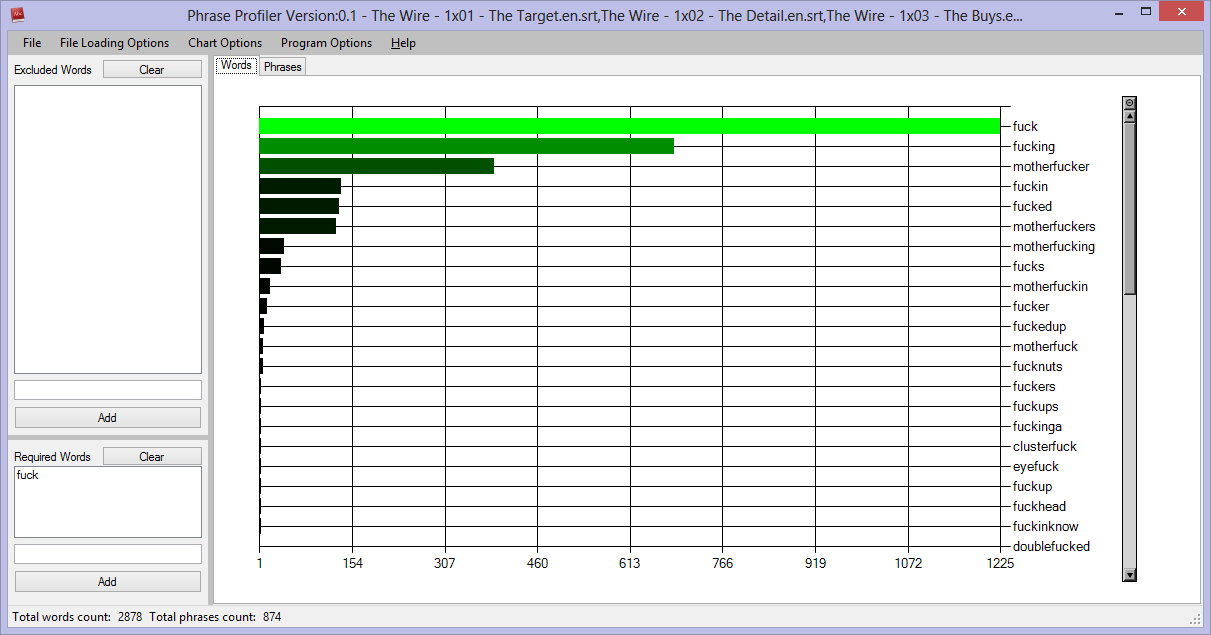 Phrase Profiler Version:0.1 - The Wire - 1x01 - The Target.en.srt,The Wire - 1x02 - The Detail.en.srt,The Wire - 1x03 - The Buys.e...
File File Loading Options Chart Options Program Options Help
Excluded Words Clear
Add
Required Words Clear
fuck
Add
Words Phrases
fuck
fucking
motherfucker
fuckin
fucked
motherfuckers
motherfucking
fucks
motherfuckin
fucker
fuckedup
motherfuck
fucknuts
fuckers
fuckups
fuckinga
clusterfuck
eyefuck
fuckup
fuckhead
fuckinknow
doublefucked
1 154 307 460 613 766 919 1072 1225
Total words count: 2878 Total phrases count: 874